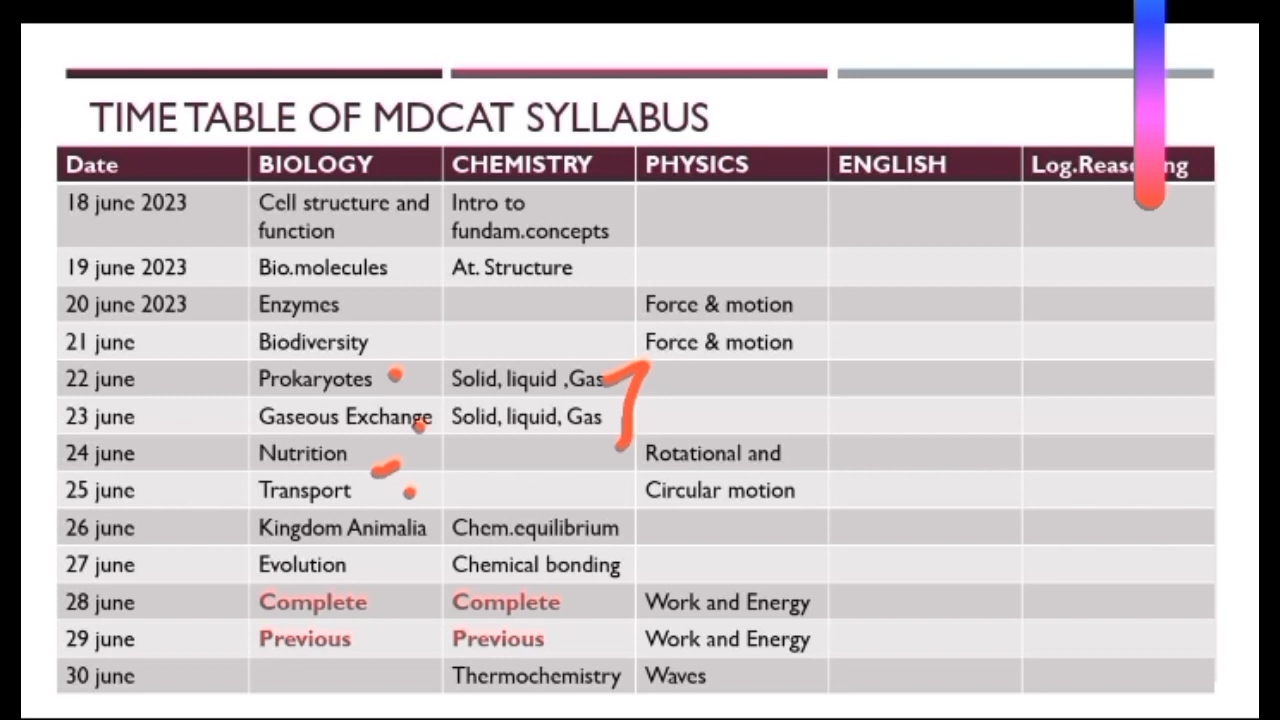 TIME TABLE OF MDCAT SYLLABUS
Date BIOLOGY CHEMISTRY PHYSICS ENGLISH Log.
18 june 2023 Cell structure and function Intro to fundam.concepts
19 june 2023 Bio.molecules At. Structure
20 june 2023 Enzymes Force & motion
21 june Biodiversity Force & motion
22 june Prokaryotes Solid, liquid ,Gas
23 june Gaseous Exchange Solid, liquid, Gas
24 june Nutrition Rotational and
25 june Transport Circular motion
26 june Kingdom Animalia Chem.equilibrium
27 june Evolution Chemical bonding
28 june Complete Complete Work and Energy
29 june Previous Previous Work and Energy
30 june Thermochemistry Waves